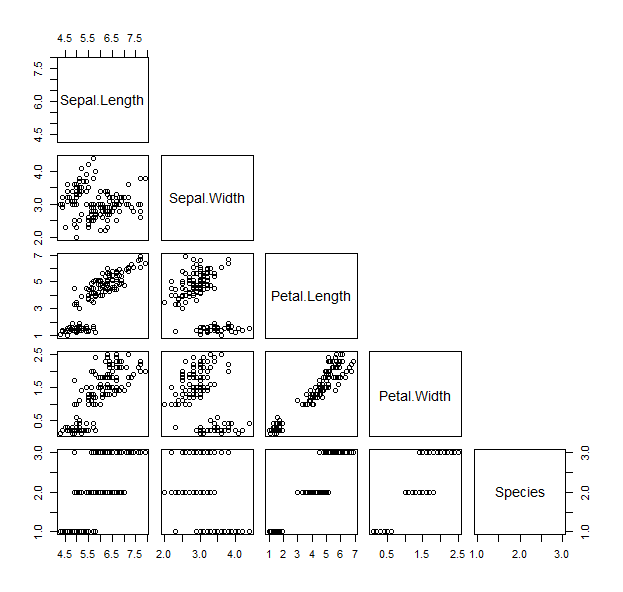 4.5 5.5 6.5 7.5
4.5 6.0 7.5
Sepal.Length
2.0 3.0 4.0
Sepal.Width
1 3 5 7
Petal.Length
0.5 1.5 2.5
Petal.Width
1.0 2.0 3.0
Species
1.0 2.0 3.0
4.5 5.5 6.5 7.5
2.0 3.0 4.0
1 2 3 4 5 6 7
0.5 1.5 2.5
1.0 2.0 3.0